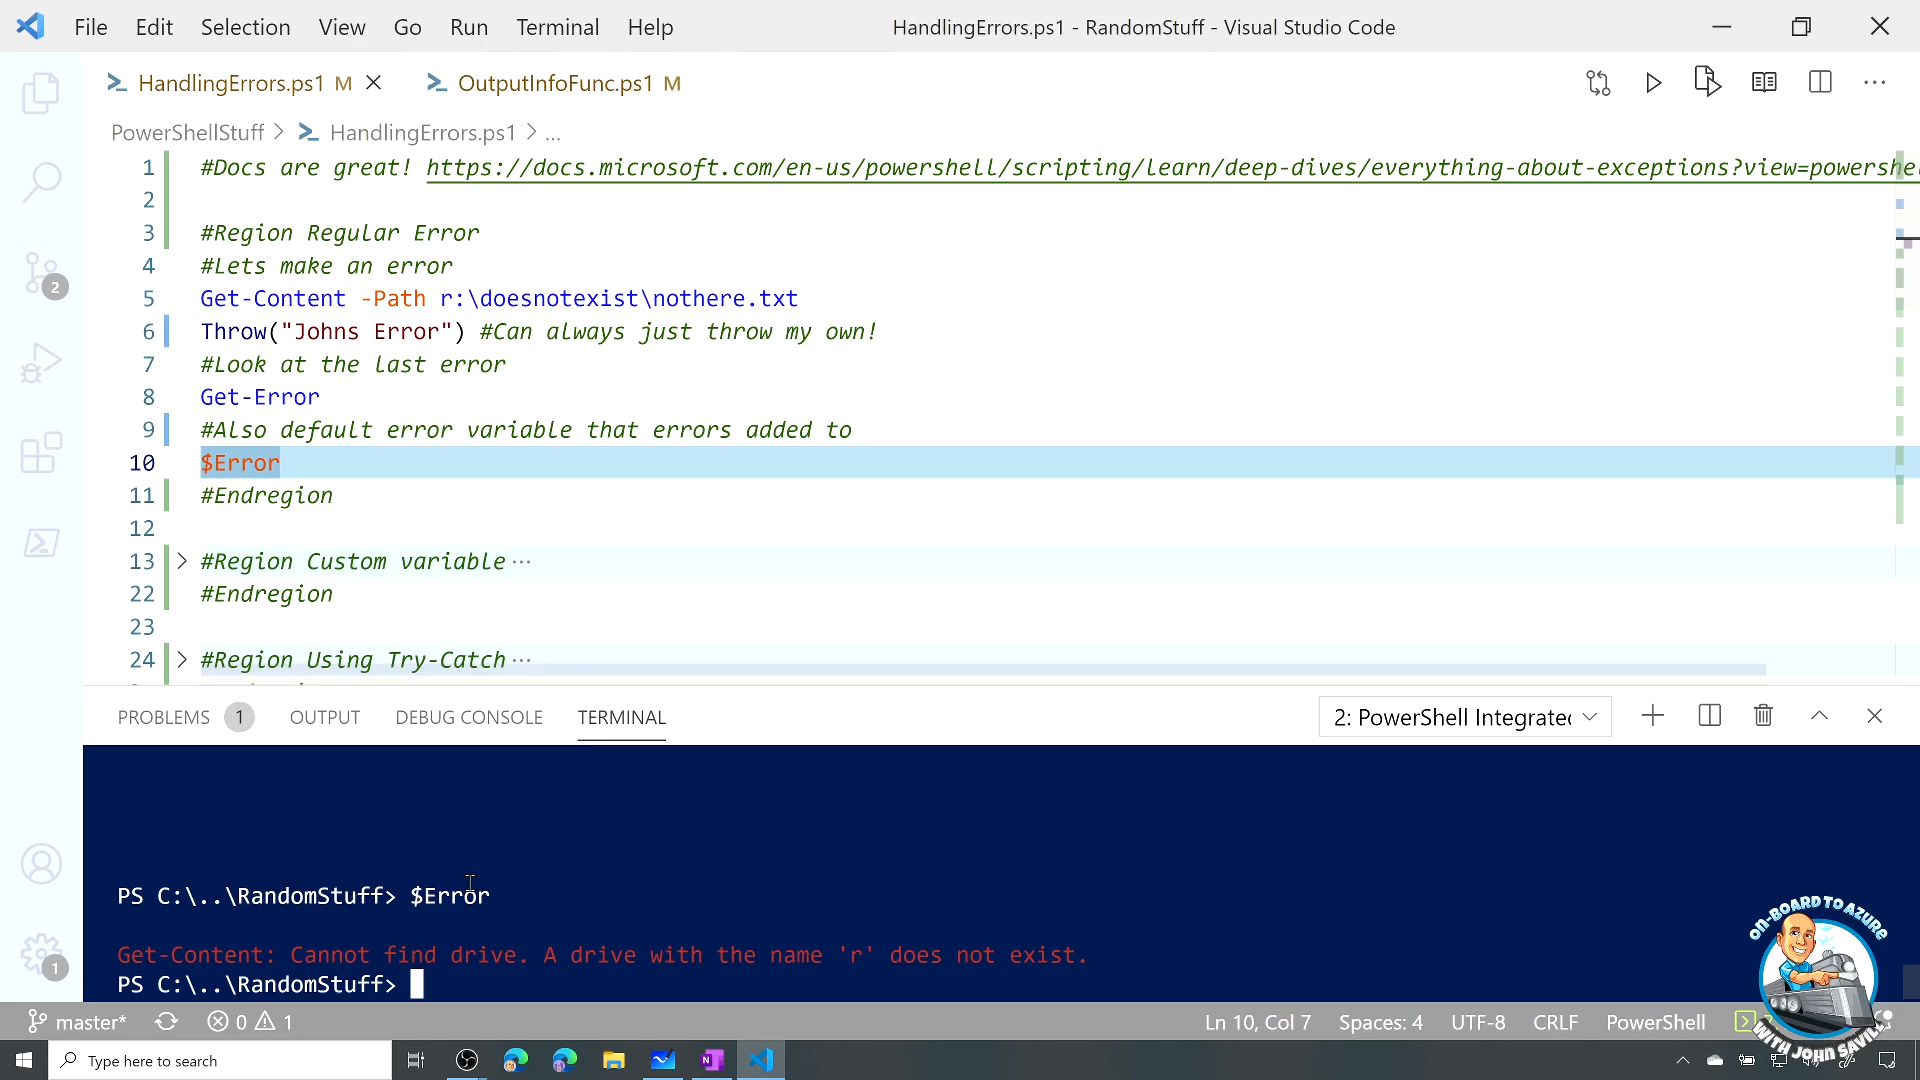 File Edit Selection View Go Run Terminal Help HandlingErrors.ps1 - RandomStuff - Visual Studio Code
HandlingErrors.ps1 M OutputInfoFunc.ps1 M
PowerShellStuff > HandlingErrors.ps1 > ...
1 #Docs are great! https://docs.microsoft.com/en-us/powershell/scripting/learn/deep-dives/everything-about-exceptions?view=powershel
2
3 #Region Regular Error
4 #Lets make an error
5 Get-Content -Path r:\doesnotexist\nothere.txt
6 Throw("Johns Error") #Can always just throw my own!
7 #Look at the last error
8 Get-Error
9 #Also default error variable that errors added to
10 $Error
11 #Endregion
12
13 #Region Custom variable ...
22 #Endregion
23
24 #Region Using Try-Catch ...
PROBLEMS 1 OUTPUT DEBUG CONSOLE TERMINAL 2: PowerShell Integrated
PS C:\..\RandomStuff> $Error
Get-Content: Cannot find drive. A drive with the name 'r' does not exist.
PS C:\..\RandomStuff>
2
1
master* 0 1 Ln 10, Col 7 Spaces: 4 UTF-8 CRLF PowerShell
Type here to search
ON-BOARD TO AZURE
WITH JOHN SAVILL